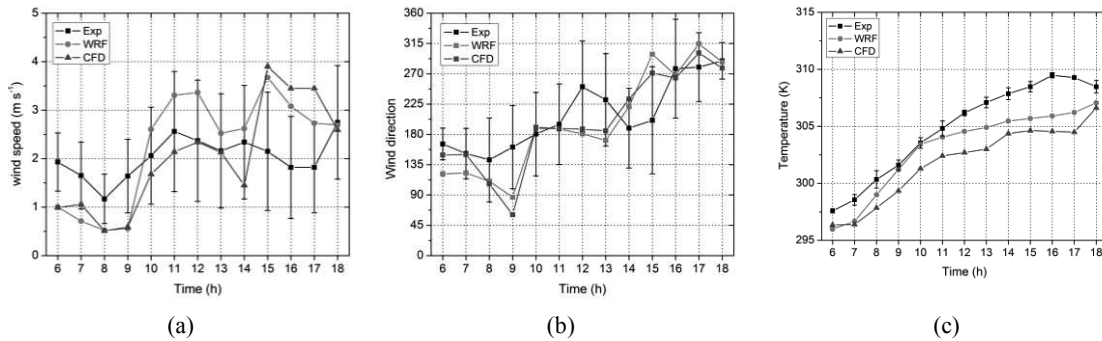 Exp
WRF
CFD
wind speed (m s⁻¹)
5
4
3
2
1
0
6 7 8 9 10 11 12 13 14 15 16 17 18
Time (h)
(a)
Exp
WRF
CFD
Wind direction
360
315
270
225
180
135
90
45
0
6 7 8 9 10 11 12 13 14 15 16 17 18
Time (h)
(b)
Exp
WRF
CFD
Temperature (K)
315
310
305
300
295
6 7 8 9 10 11 12 13 14 15 16 17 18
Time (h)
(c)